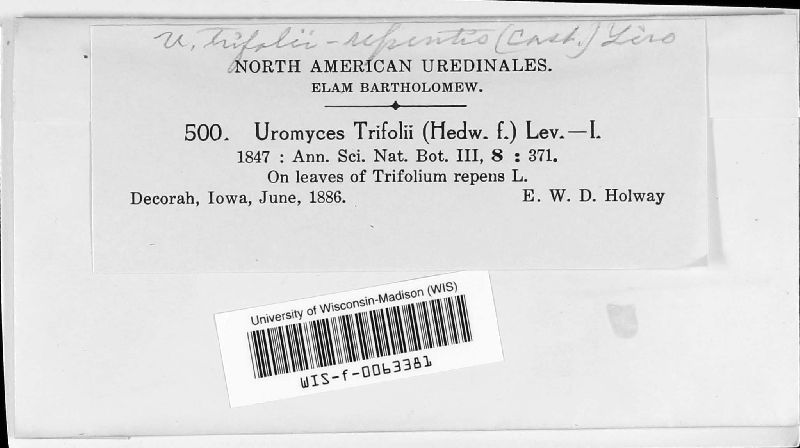 U. trifolii-repentis (Cast.) Liro
NORTH AMERICAN UREDINALES.
ELAM BARTHOLOMEW.
500. Uromyces Trifolii (Hedw. f.) Lev.—I.
1847 : Ann. Sci. Nat. Bot. III, 8 : 371.
On leaves of Trifolium repens L.
Decorah, Iowa, June, 1886. E. W. D. Holway
University of Wisconsin-Madison (WIS)
WIS-f-0063381